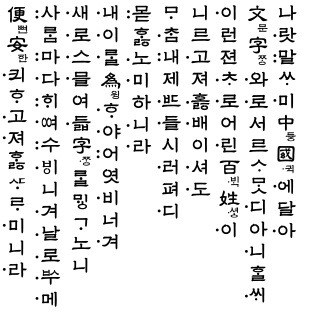 나랏말ᄊᆞ미中듕國귁에달아
文문字ᄍᆞᆼ와로서르ᄉᆞᄆᆞᆺ디아니ᄒᆞᆯᄊᆡ
이런젼ᄎᆞ로어린百ᄇᆡᆨ姓셩이
니르고져호ᇙ배이셔도
ᄆᆞᄎᆞᆷ내제ᄠᅳ들시러펴디
몯ᄒᆞᇙ노미하니라
내이ᄅᆞᆯ爲윙ᄒᆞ야어엿비너겨
새로스믈여듧字ᄍᆞᆼᄅᆞᆯᄆᆡᇰᄀᆞ노니
사ᄅᆞᆷ마다ᄒᆡᅇᅧ수ᄫᅵ니겨날로ᄡᅮ메
便뼌安한킈ᄒᆞ고져ᄒᆞᇙᄯᆞᄅᆞ미니라